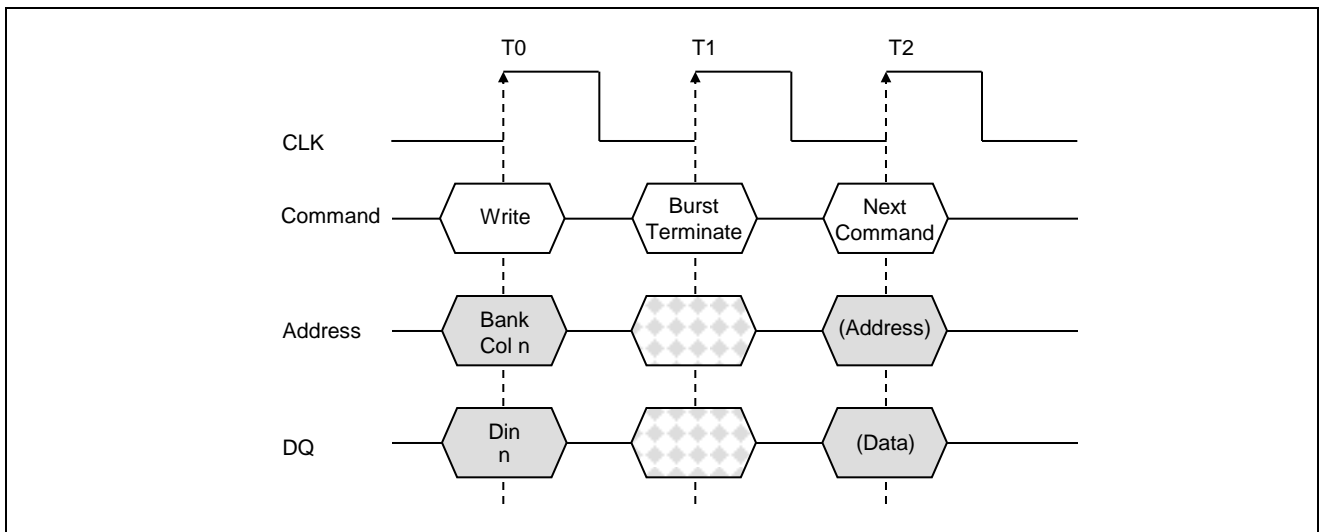 T0 T1 T2
CLK
Command Write Burst Terminate Next Command
Address Bank Col n (Address)
DQ Din n (Data)